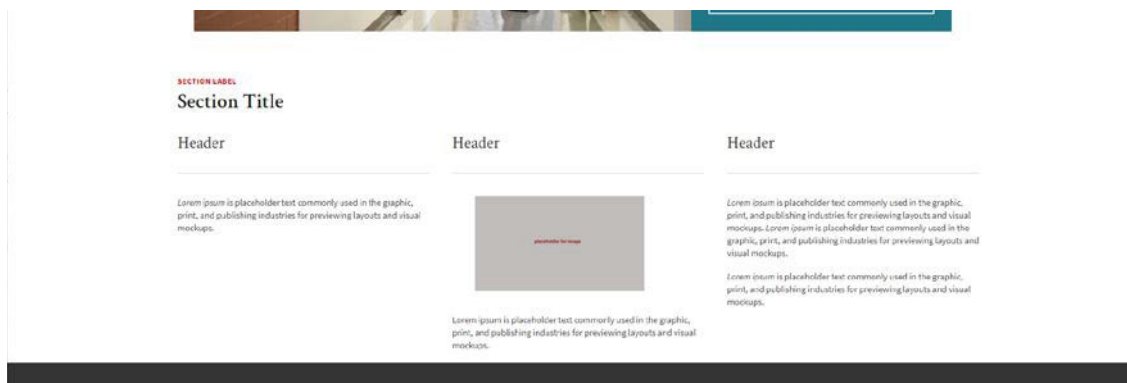 SECTION LABEL
Section Title
Header
Lorem ipsum is placeholder text commonly used in the graphic,
print, and publishing industries for previewing layouts and visual
mockups.
Header
placeholder for image
Lorem ipsum is placeholder text commonly used in the graphic,
print, and publishing industries for previewing layouts and visual
mockups.
Header
Lorem ipsum is placeholder text commonly used in the graphic,
print, and publishing industries for previewing layouts and visual
mockups. Lorem ipsum is placeholder text commonly used in the
graphic, print, and publishing industries for previewing layouts and
visual mockups.
Lorem ipsum is placeholder text commonly used in the graphic,
print, and publishing industries for previewing layouts and visual
mockups.